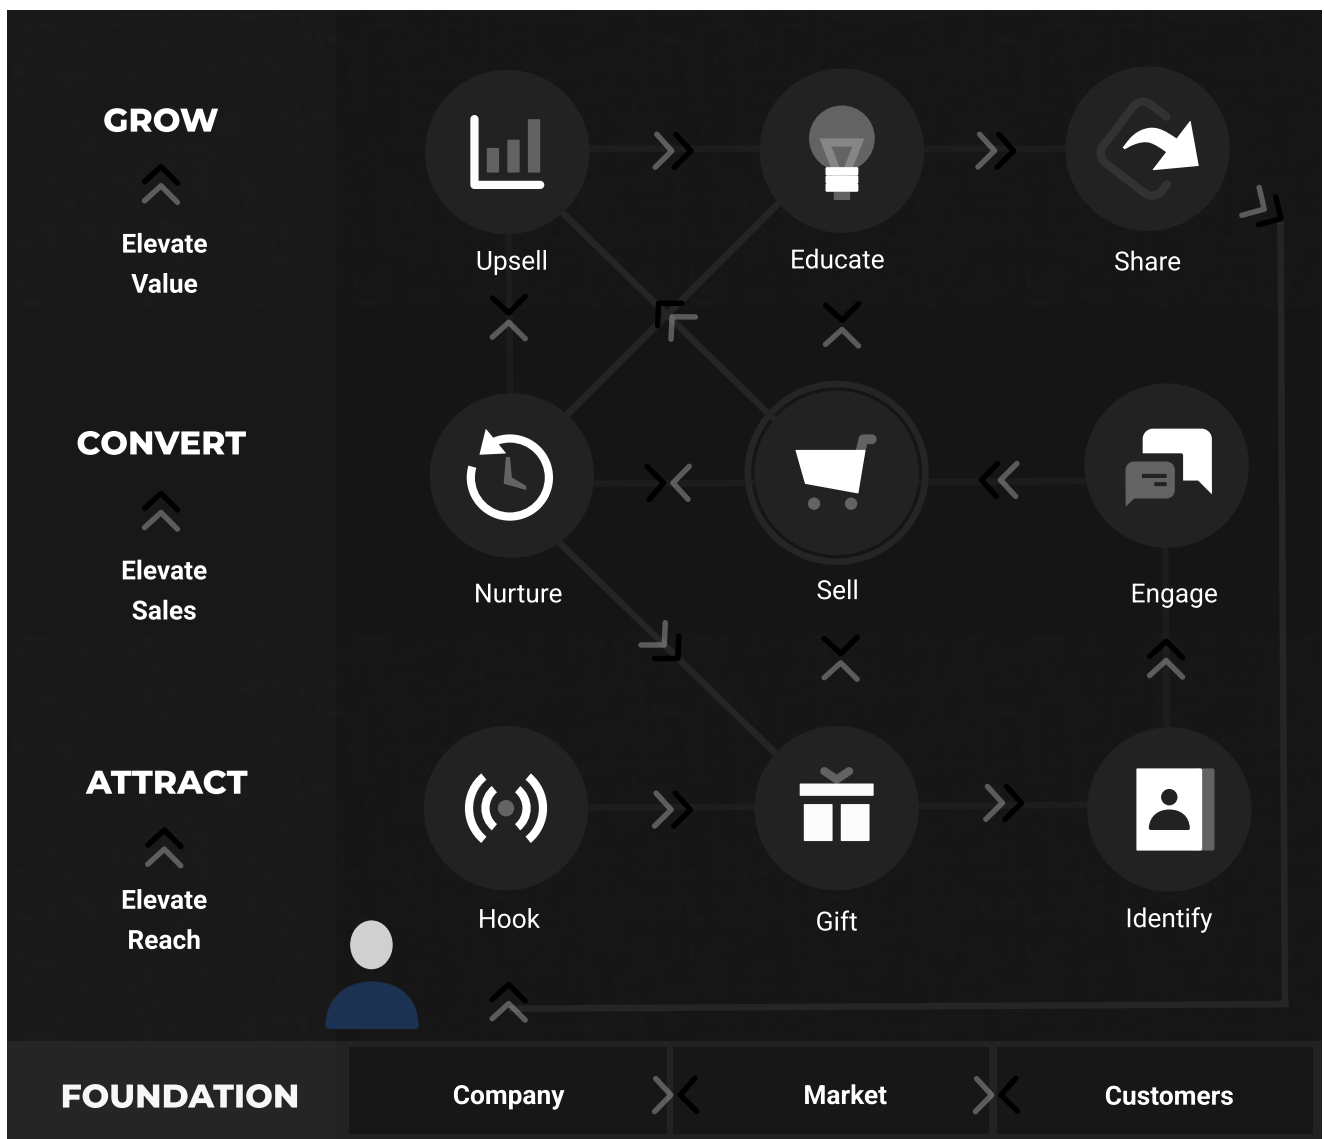 GROW
Elevate
Value
Upsell
Educate
Share
CONVERT
Elevate
Sales
Nurture
Sell
Engage
ATTRACT
Elevate
Reach
Hook
Gift
Identify
FOUNDATION
Company
Market
Customers